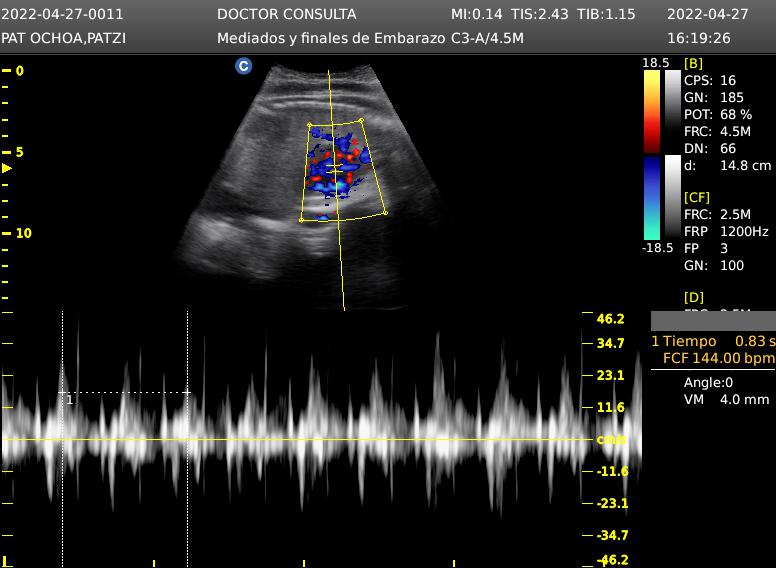 2022-04-27-0011 DOCTOR CONSULTA MI:0.14 TIS:2.43 TIB:1.15 2022-04-27
PAT OCHOA,PATZI Mediados y finales de Embarazo C3-A/4.5M 16:19:26
C
0
5
10
18.5
-18.5
[B]
CPS: 16
GN: 185
POT: 68 %
FRC: 4.5M
DN: 66
d: 14.8 cm
[CF]
FRC: 2.5M
FRP 1200Hz
FP 3
GN: 100
[D]
1 Tiempo 0.83 s
FCF 144.00 bpm
Angle:0
VM 4.0 mm
46.2
34.7
23.1
11.6
cm/s
-11.6
-23.1
-34.7
-46.2
1